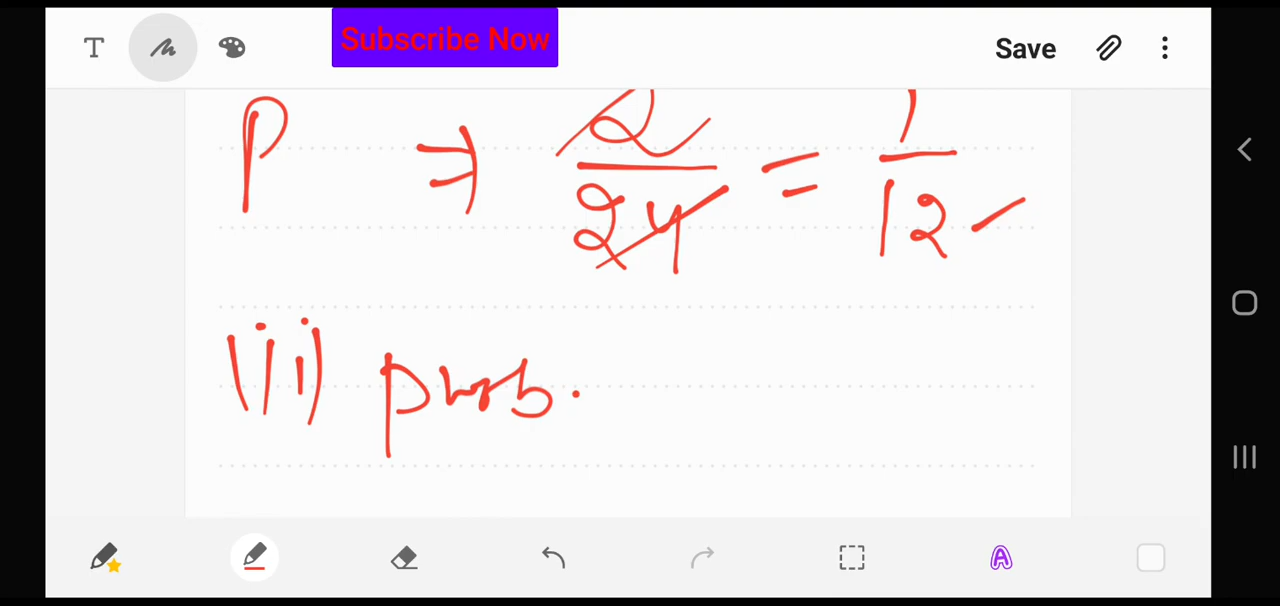 T Subscribe Now Save
P ⇒ 2/24 = 1/12
(ii) prob.
A